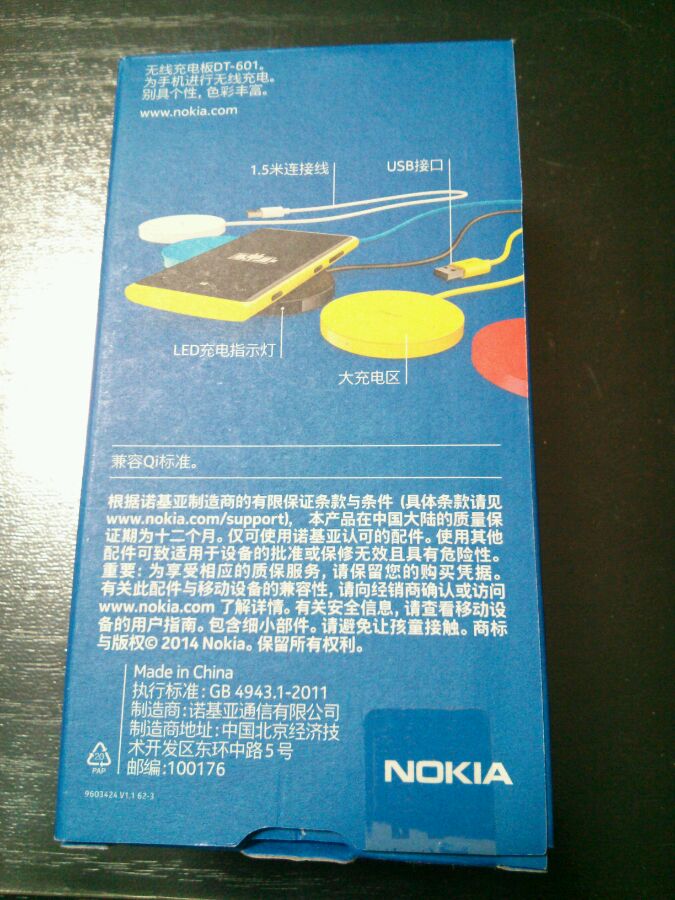 无线充电板DT-601。
为手机进行无线充电。
别具个性，色彩丰富。
www.nokia.com
1.5米连接线
USB接口
LED充电指示灯
大充电区
兼容Qi标准。
根据诺基亚制造商的有限保证条款与条件 (具体条款请见
www.nokia.com/support)， 本产品在中国大陆的质量保
证期为十二个月。仅可使用诺基亚认可的配件。使用其他
配件可致适用于设备的批准或保修无效且具有危险性。
重要：为享受相应的质保服务，请保留您的购买凭据。
有关此配件与移动设备的兼容性，请向经销商确认或访问
www.nokia.com 了解详情。有关安全信息，请查看移动设
备的用户指南。包含细小部件。请避免让孩童接触。商标
与版权© 2014 Nokia。保留所有权利。
Made in China
执行标准：GB 4943.1-2011
制造商：诺基亚通信有限公司
制造商地址：中国北京经济技
术开发区东环中路5号
邮编:100176
PAP
9603424 V1.1 62-3
NOKIA